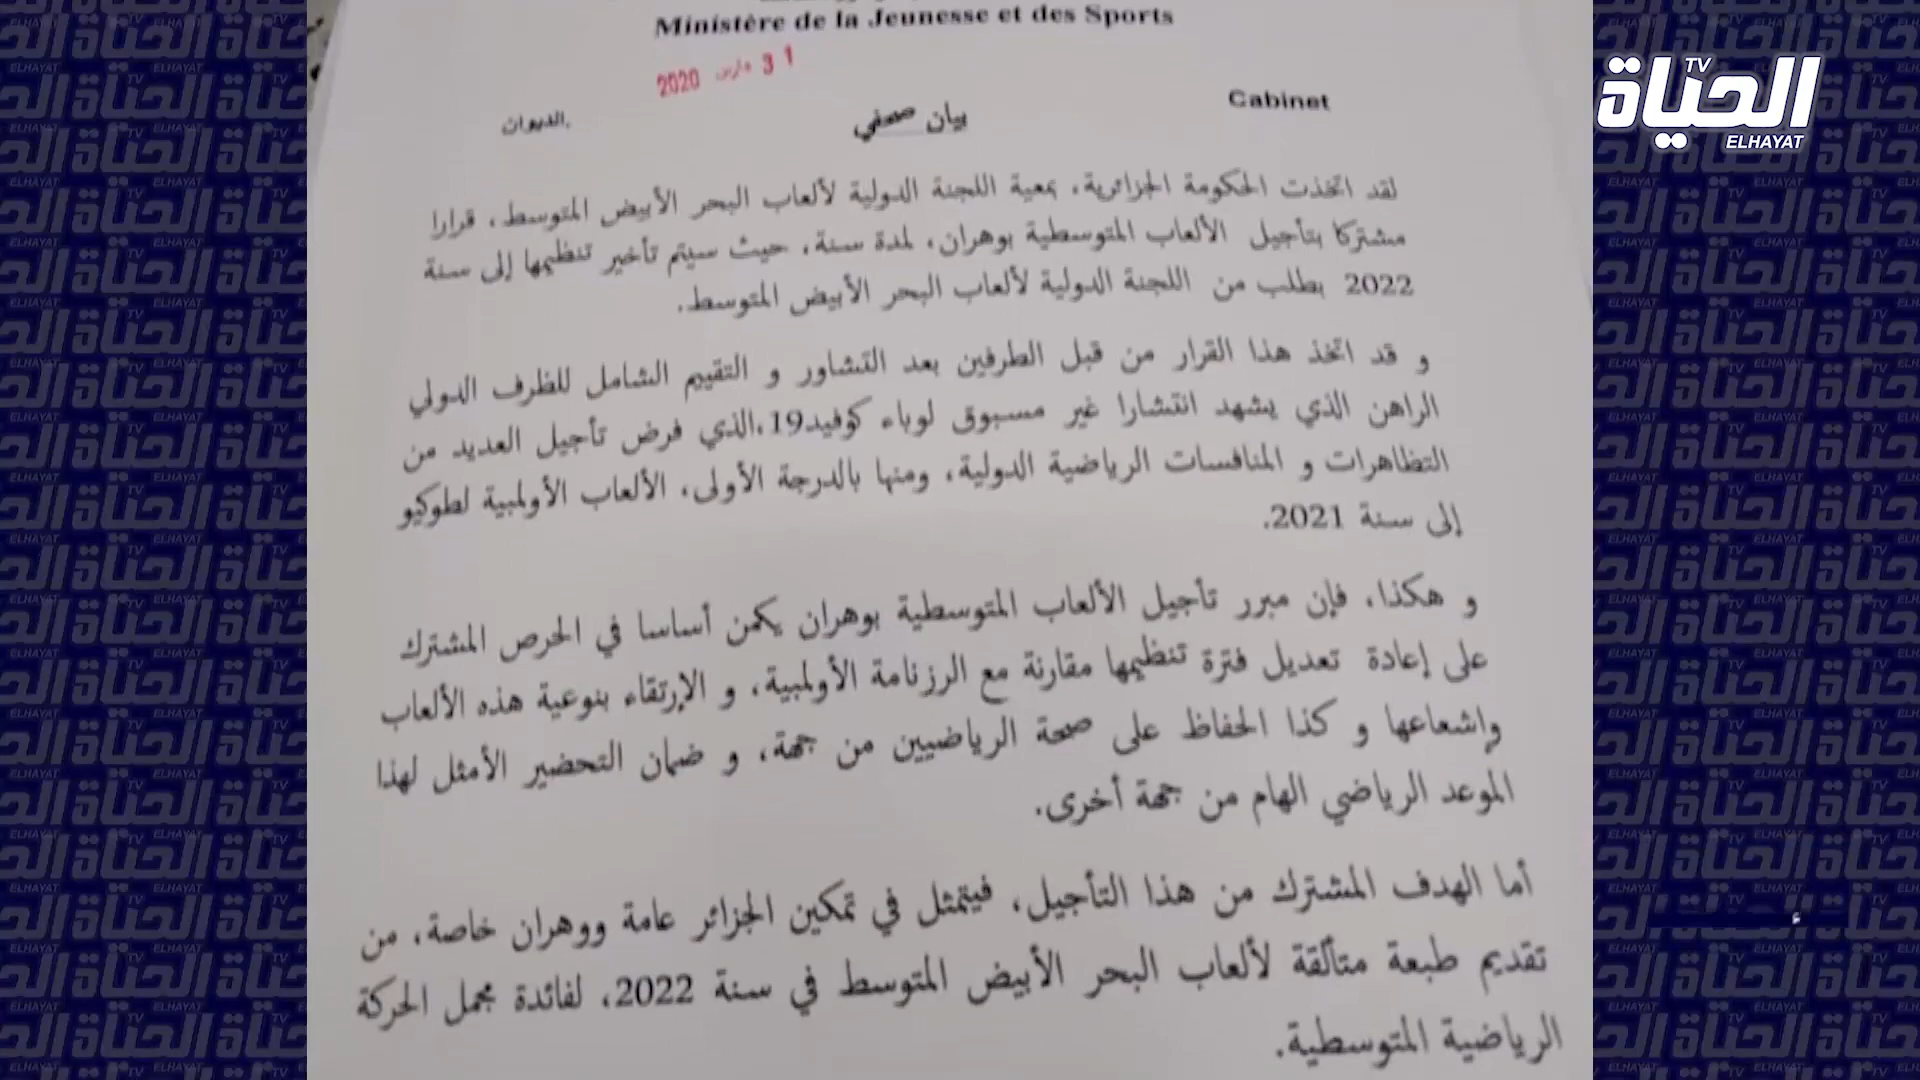 Ministère de la Jeunesse et des Sports
31 مارس 2020
Cabinet
الديوان
بيان صحفي
لقد اتخذت الحكومة الجزائرية، بمعية اللجنة الدولية لألعاب البحر الأبيض المتوسط، قرارا
مشتركا بتأجيل الألعاب المتوسطية بوهران، لمدة سنة، حيث سيتم تأخير تنظيمها إلى سنة
2022 بطلب من اللجنة الدولية لألعاب البحر الأبيض المتوسط.
و قد اتخذ هذا القرار من قبل الطرفين بعد التشاور و التقييم الشامل للظرف الدولي
الراهن الذي يشهد انتشارا غير مسبوق لوباء كوفيد19،الذي فرض تأجيل العديد من
التظاهرات و المنافسات الرياضية الدولية، ومنها بالدرجة الأولى، الألعاب الأولمبية لطوكيو
إلى سنة 2021.
و هكذا، فإن مبرر تأجيل الألعاب المتوسطية بوهران يكمن أساسا في الحرص المشترك
على إعادة تعديل فترة تنظيمها مقارنة مع الرزنامة الأولمبية، و الإرتقاء بنوعية هذه الألعاب
وإشعاعها و كذا الحفاظ على صحة الرياضيين من جهة، و ضمان التحضير الأمثل لهذا
الموعد الرياضي الهام من جهة أخرى.
أما الهدف المشترك من هذا التأجيل، فيتمثل في تمكين الجزائر عامة ووهران خاصة، من
تقديم طبعة متألقة لألعاب البحر الأبيض المتوسط في سنة 2022، لفائدة مجمل الحركة
الرياضية المتوسطية.
الحياة TV
ELHAYAT